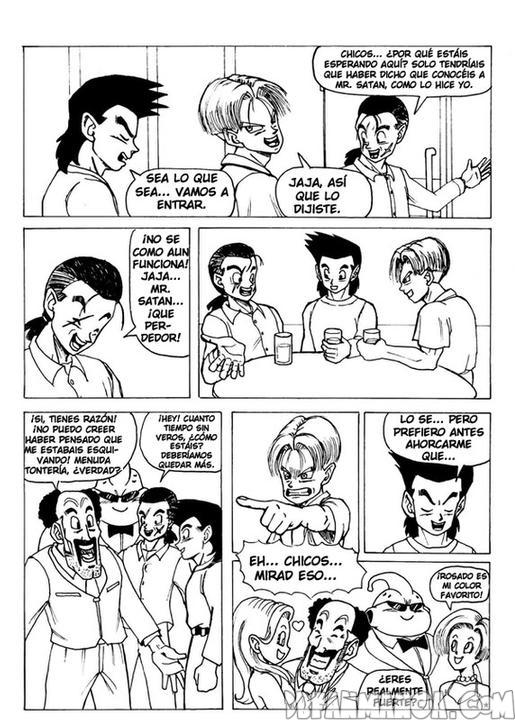 CHICOS... ¿POR QUÉ ESTÁIS
ESPERANDO AQUÍ? SOLO TENDRÍAIS
QUE HABER DICHO QUE CONOCÉIS A
MR. SATAN, COMO LO HICE YO.
SEA LO QUE
SEA... VAMOS A
ENTRAR.
JAJA, ASÍ
QUE LO
DIJISTE.
¡NO SE
COMO AUN
FUNCIONA!
JAJA...
MR.
SATAN...
¡QUE
PER-
DEDOR!
¡SI, TIENES RAZÓN!
¡NO PUEDO CREER
HABER PENSADO QUE
ME ESTABAIS ESQUI-
VANDO! MENUDA
TONTERÍA, ¿VERDAD?
¡HEY! CUANTO
TIEMPO SIN
VEROS, ¿CÓMO
ESTÁIS?
DEBERÍAMOS
QUEDAR MÁS.
LO SE... PERO
PREFIERO ANTES
AHORCARME
QUE...
EH... CHICOS...
MIRAD ESO...
¡ROSADO ES
MI COLOR
FAVORITO!
¿ERES
REALMENTE
FUERTE?
DBFANMEXICO.COM